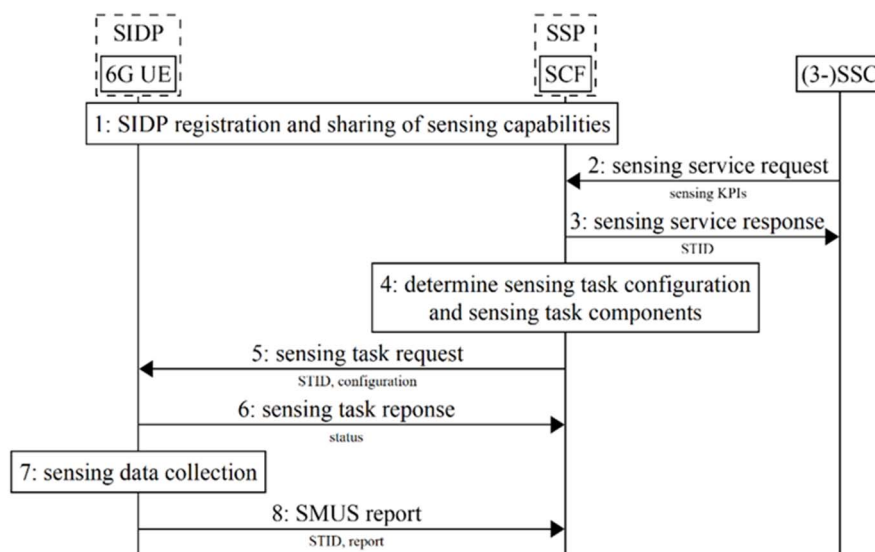 SIDP
SSP
6G UE
SCF
(3-)SSC
1: SIDP registration and sharing of sensing capabilities
2: sensing service request
sensing KPIs
3: sensing service response
STID
4: determine sensing task configuration
and sensing task components
5: sensing task request
STID, configuration
6: sensing task reponse
status
7: sensing data collection
8: SMUS report
STID, report